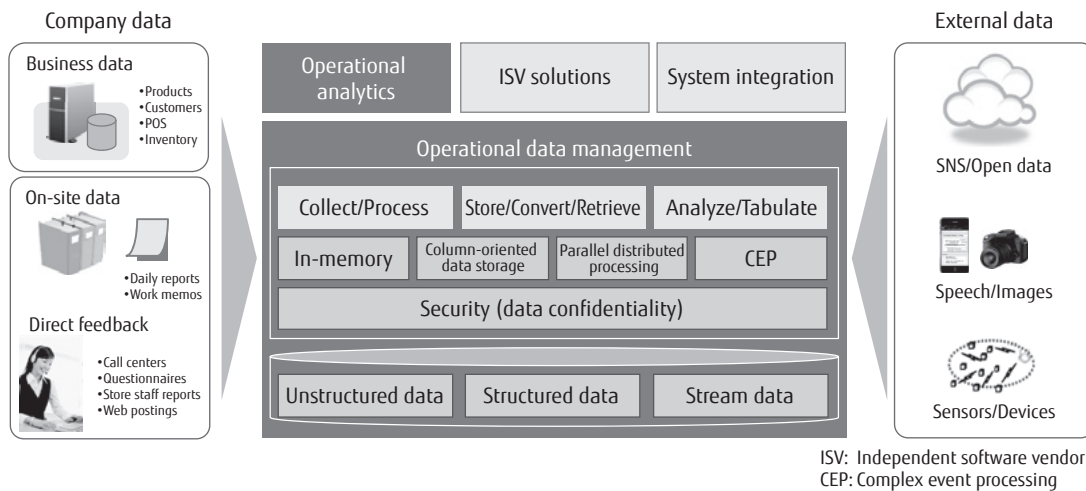 Company data
Business data
•Products
•Customers
•POS
•Inventory
On-site data
•Daily reports
•Work memos
Direct feedback
•Call centers
•Questionnaires
•Store staff reports
•Web postings
Operational
analytics
ISV solutions
System integration
Operational data management
Collect/Process
Store/Convert/Retrieve
Analyze/Tabulate
In-memory
Column-oriented
data storage
Parallel distributed
processing
CEP
Security (data confidentiality)
Unstructured data
Structured data
Stream data
External data
SNS/Open data
Speech/Images
Sensors/Devices
ISV: Independent software vendor
CEP: Complex event processing